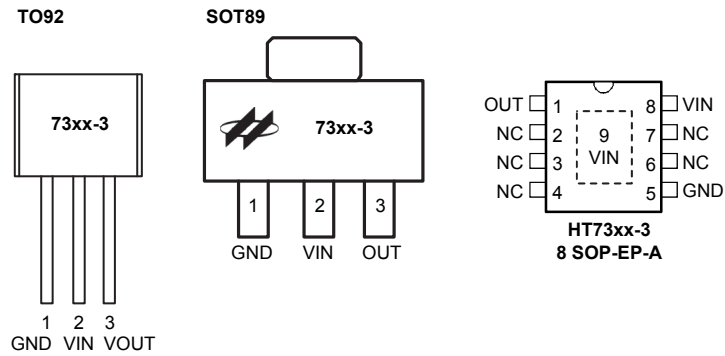 TO92
SOT89
73xx-3
1 2 3
GND VIN VOUT
73xx-3
1 2 3
GND VIN OUT
OUT 1 8 VIN
NC 2 9 7 NC
NC 3 VIN 6 NC
NC 4 5 GND
HT73xx-3
8 SOP-EP-A